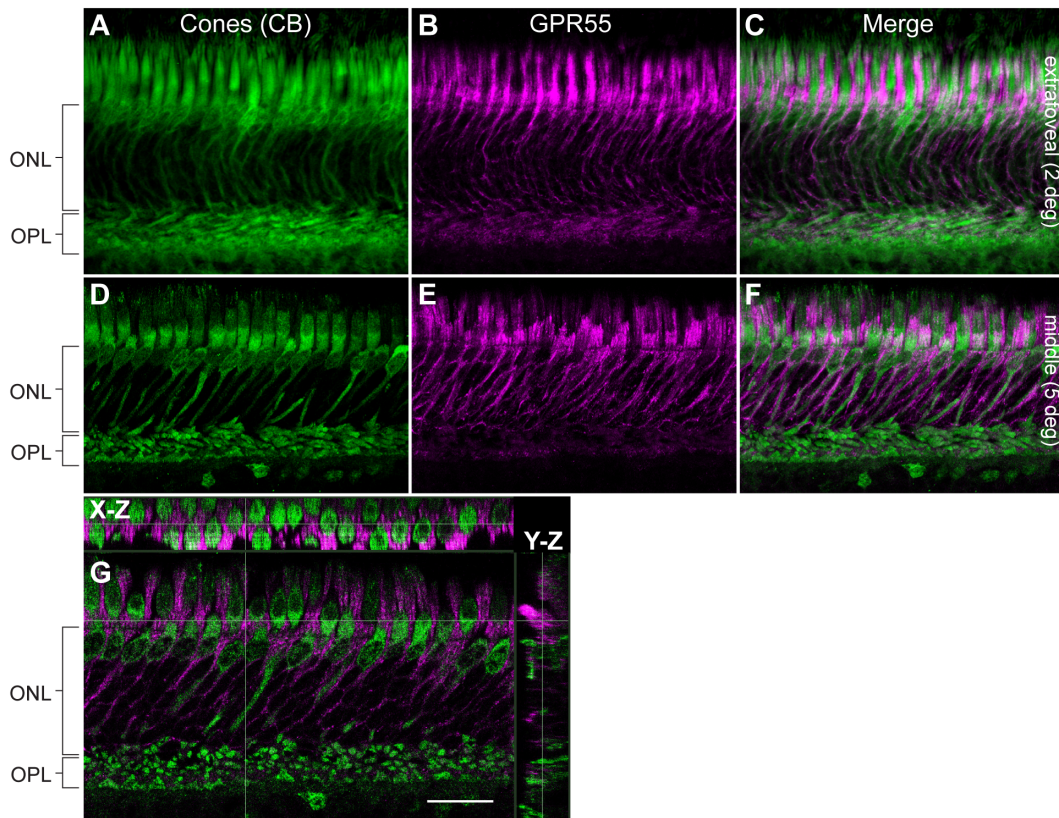 A Cones (CB)
B GPR55
C Merge
extrafoveal (2 deg)
ONL
OPL
D
E
F
middle (5 deg)
ONL
OPL
X-Z
Y-Z
G
ONL
OPL